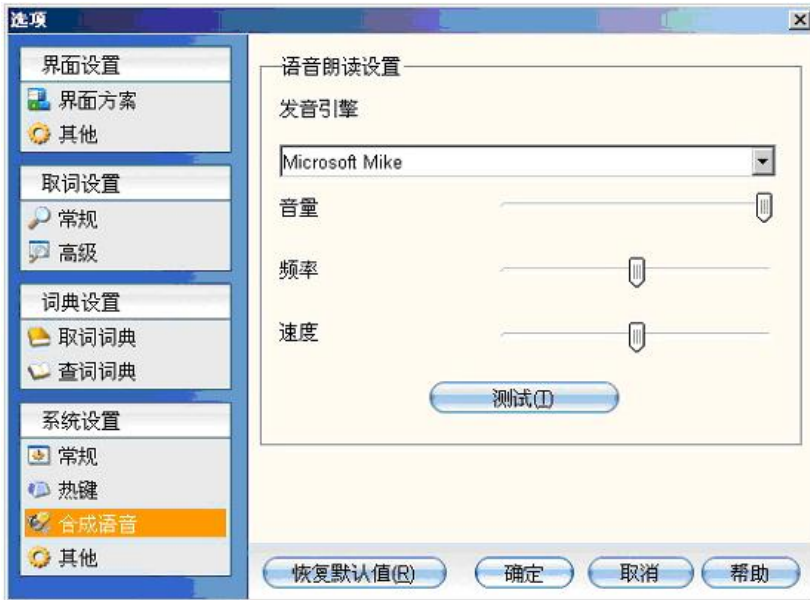 选项
界面设置
界面方案
其他
取词设置
常规
高级
词典设置
取词词典
查词词典
系统设置
常规
热键
合成语音
其他
语音朗读设置
发音引擎
Microsoft Mike
音量
频率
速度
测试(T)
恢复默认值(R)
确定
取消
帮助